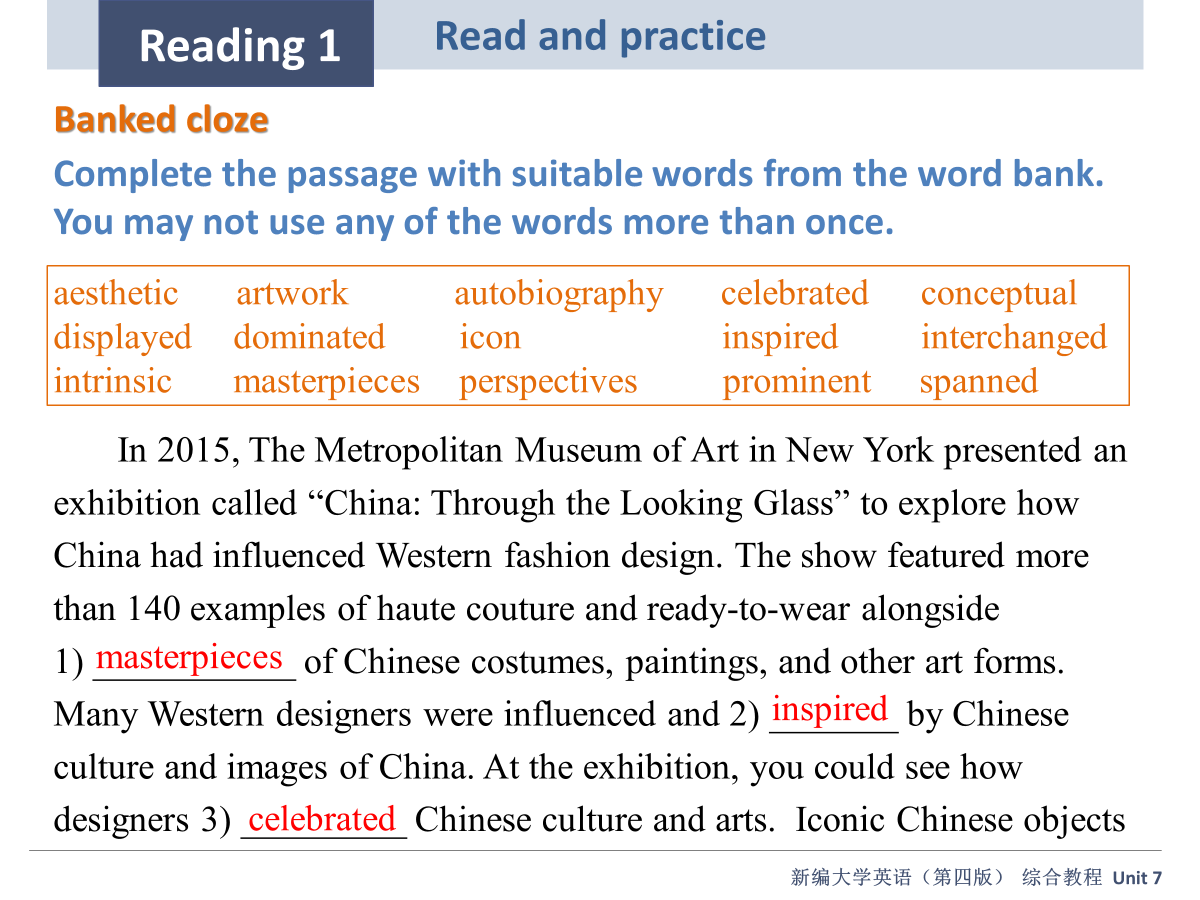 Reading 1
Read and practice
Banked cloze
Complete the passage with suitable words from the word bank.
You may not use any of the words more than once.
aesthetic artwork autobiography celebrated conceptual
displayed dominated icon inspired interchanged
intrinsic masterpieces perspectives prominent spanned
In 2015, The Metropolitan Museum of Art in New York presented an
exhibition called “China: Through the Looking Glass” to explore how
China had influenced Western fashion design. The show featured more
than 140 examples of haute couture and ready-to-wear alongside
1) masterpieces of Chinese costumes, paintings, and other art forms.
Many Western designers were influenced and 2) inspired by Chinese
culture and images of China. At the exhibition, you could see how
designers 3) celebrated Chinese culture and arts. Iconic Chinese objects
新编大学英语（第四版） 综合教程 Unit 7